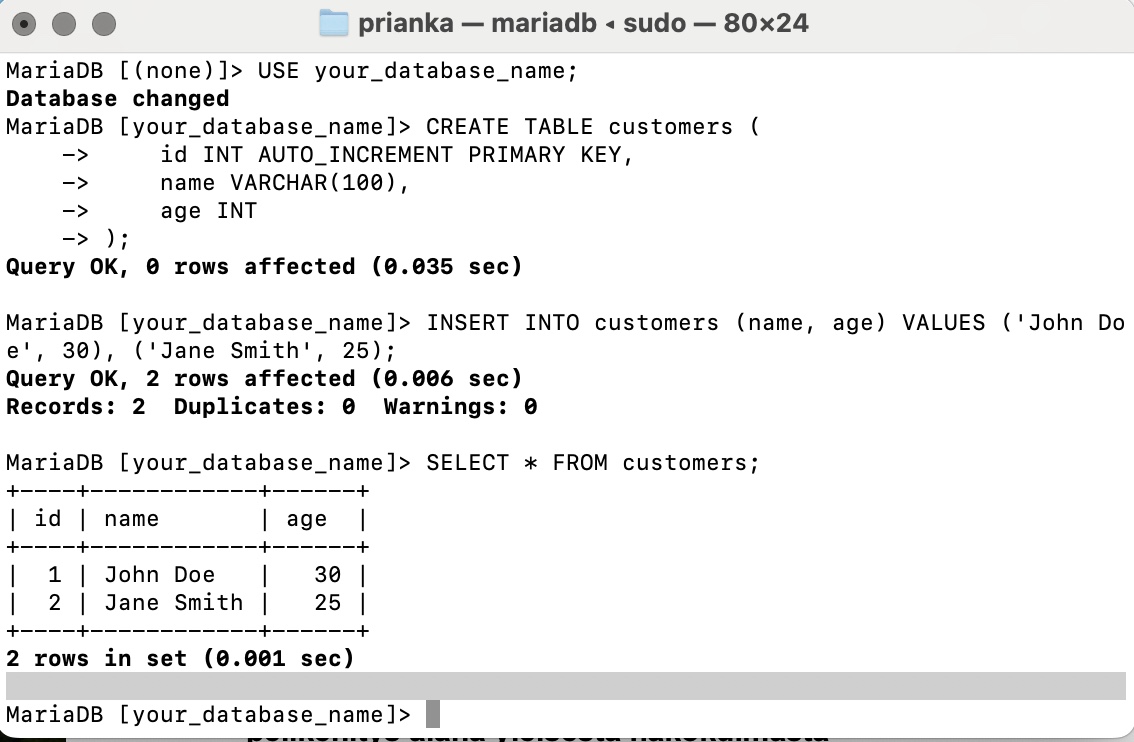 prianka — mariadb ◂ sudo — 80×24
MariaDB [(none)]> USE your_database_name;
Database changed
MariaDB [your_database_name]> CREATE TABLE customers (
    ->     id INT AUTO_INCREMENT PRIMARY KEY,
    ->     name VARCHAR(100),
    ->     age INT
    -> );
Query OK, 0 rows affected (0.035 sec)

MariaDB [your_database_name]> INSERT INTO customers (name, age) VALUES ('John Do
e', 30), ('Jane Smith', 25);
Query OK, 2 rows affected (0.006 sec)
Records: 2  Duplicates: 0  Warnings: 0

MariaDB [your_database_name]> SELECT * FROM customers;
+----+------------+------+
| id | name       | age  |
+----+------------+------+
|  1 | John Doe   |   30 |
|  2 | Jane Smith |   25 |
+----+------------+------+
2 rows in set (0.001 sec)

MariaDB [your_database_name]>